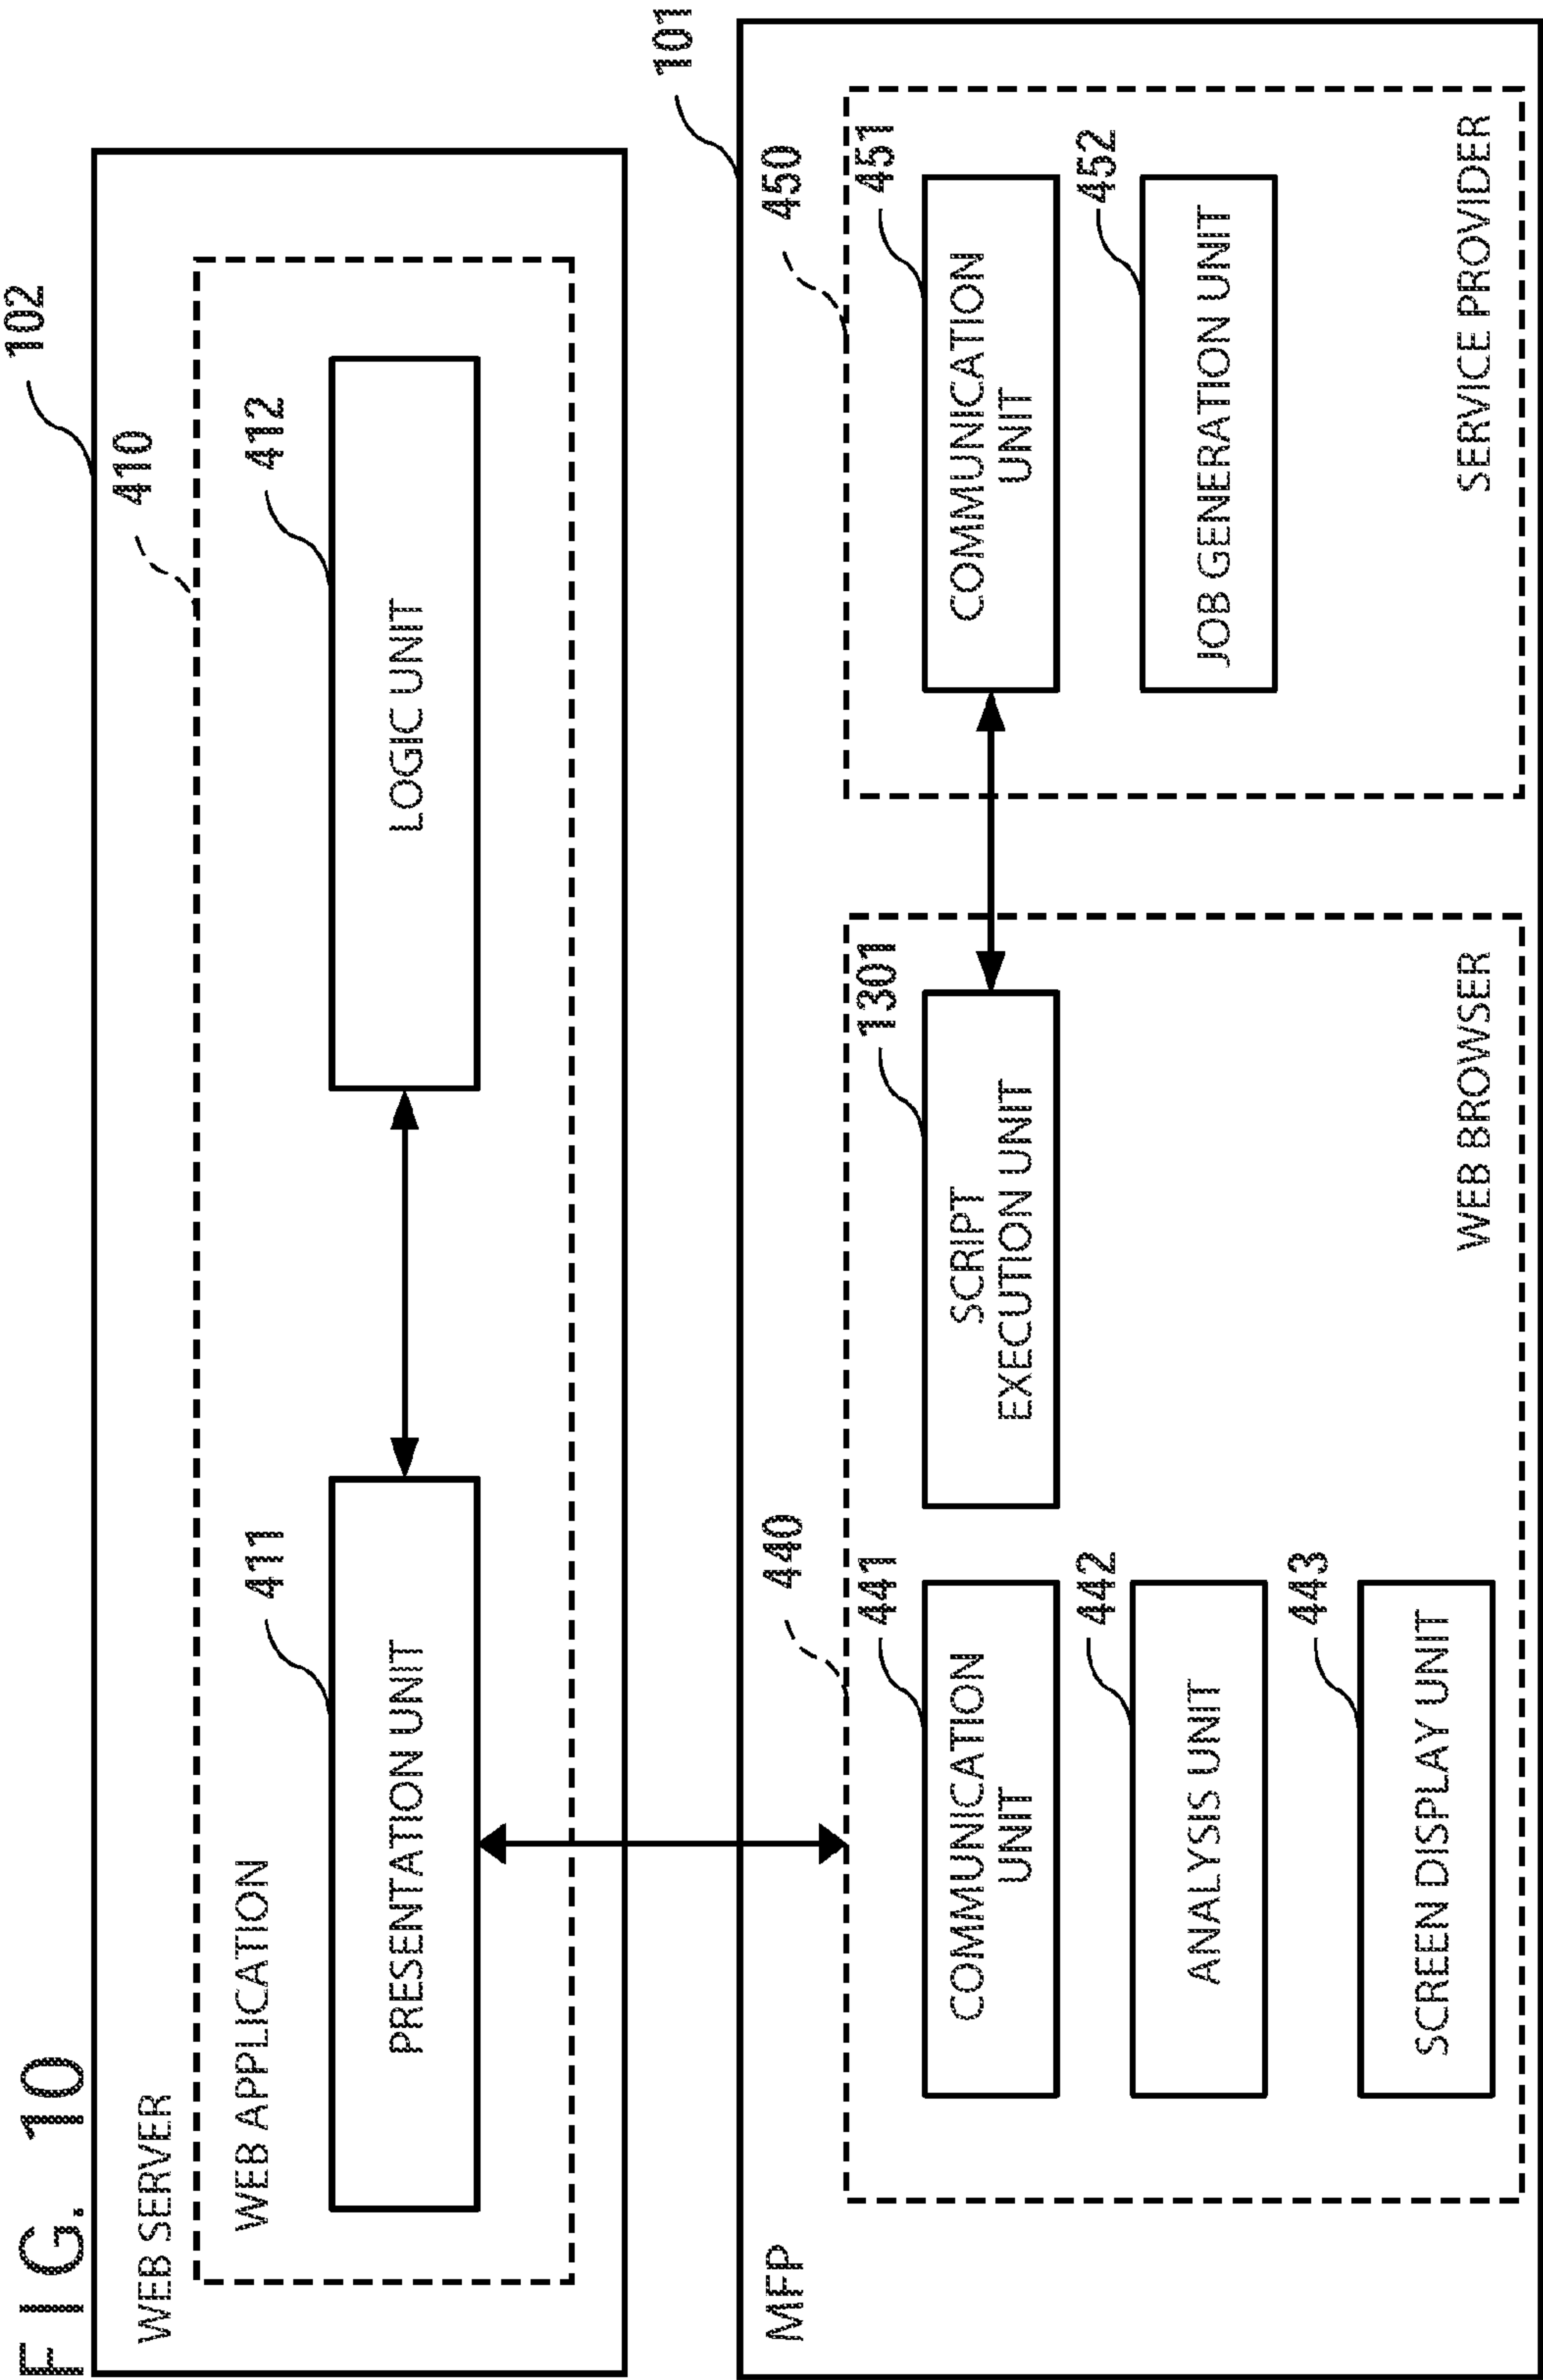 FIG. 10
102
WEB SERVER
410
WEB APPLICATION
411
PRESENTATION UNIT
412
LOGIC UNIT
101
MFP
440
441
COMMUNICATION
UNIT
442
ANALYSIS UNIT
443
SCREEN DISPLAY UNIT
1301
SCRIPT
EXECUTION UNIT
WEB BROWSER
450
451
COMMUNICATION
UNIT
452
JOB GENERATION UNIT
SERVICE PROVIDER